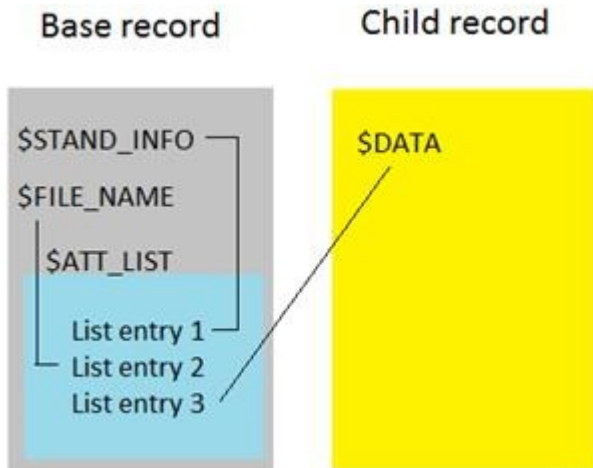 Base record
Child record
$STAND_INFO
$FILE_NAME
$ATT_LIST
List entry 1
List entry 2
List entry 3
$DATA